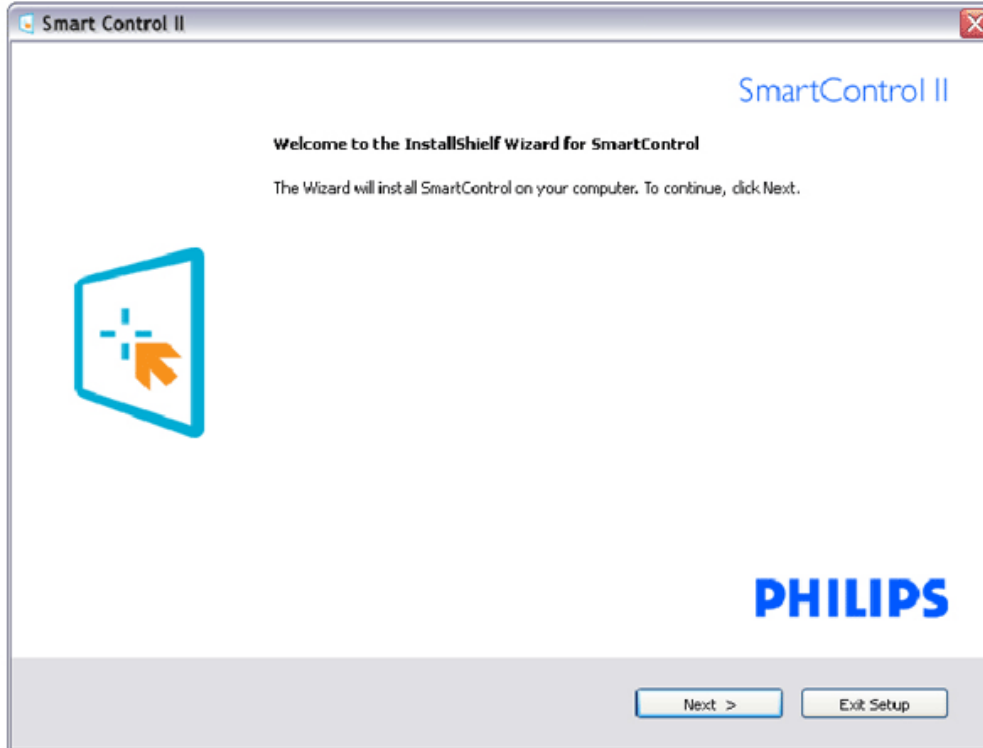 Smart Control II
SmartControl II
Welcome to the InstallShielf Wizard for SmartControl
The Wizard will install SmartControl on your computer. To continue, click Next.
PHILIPS
Next >
Exit Setup